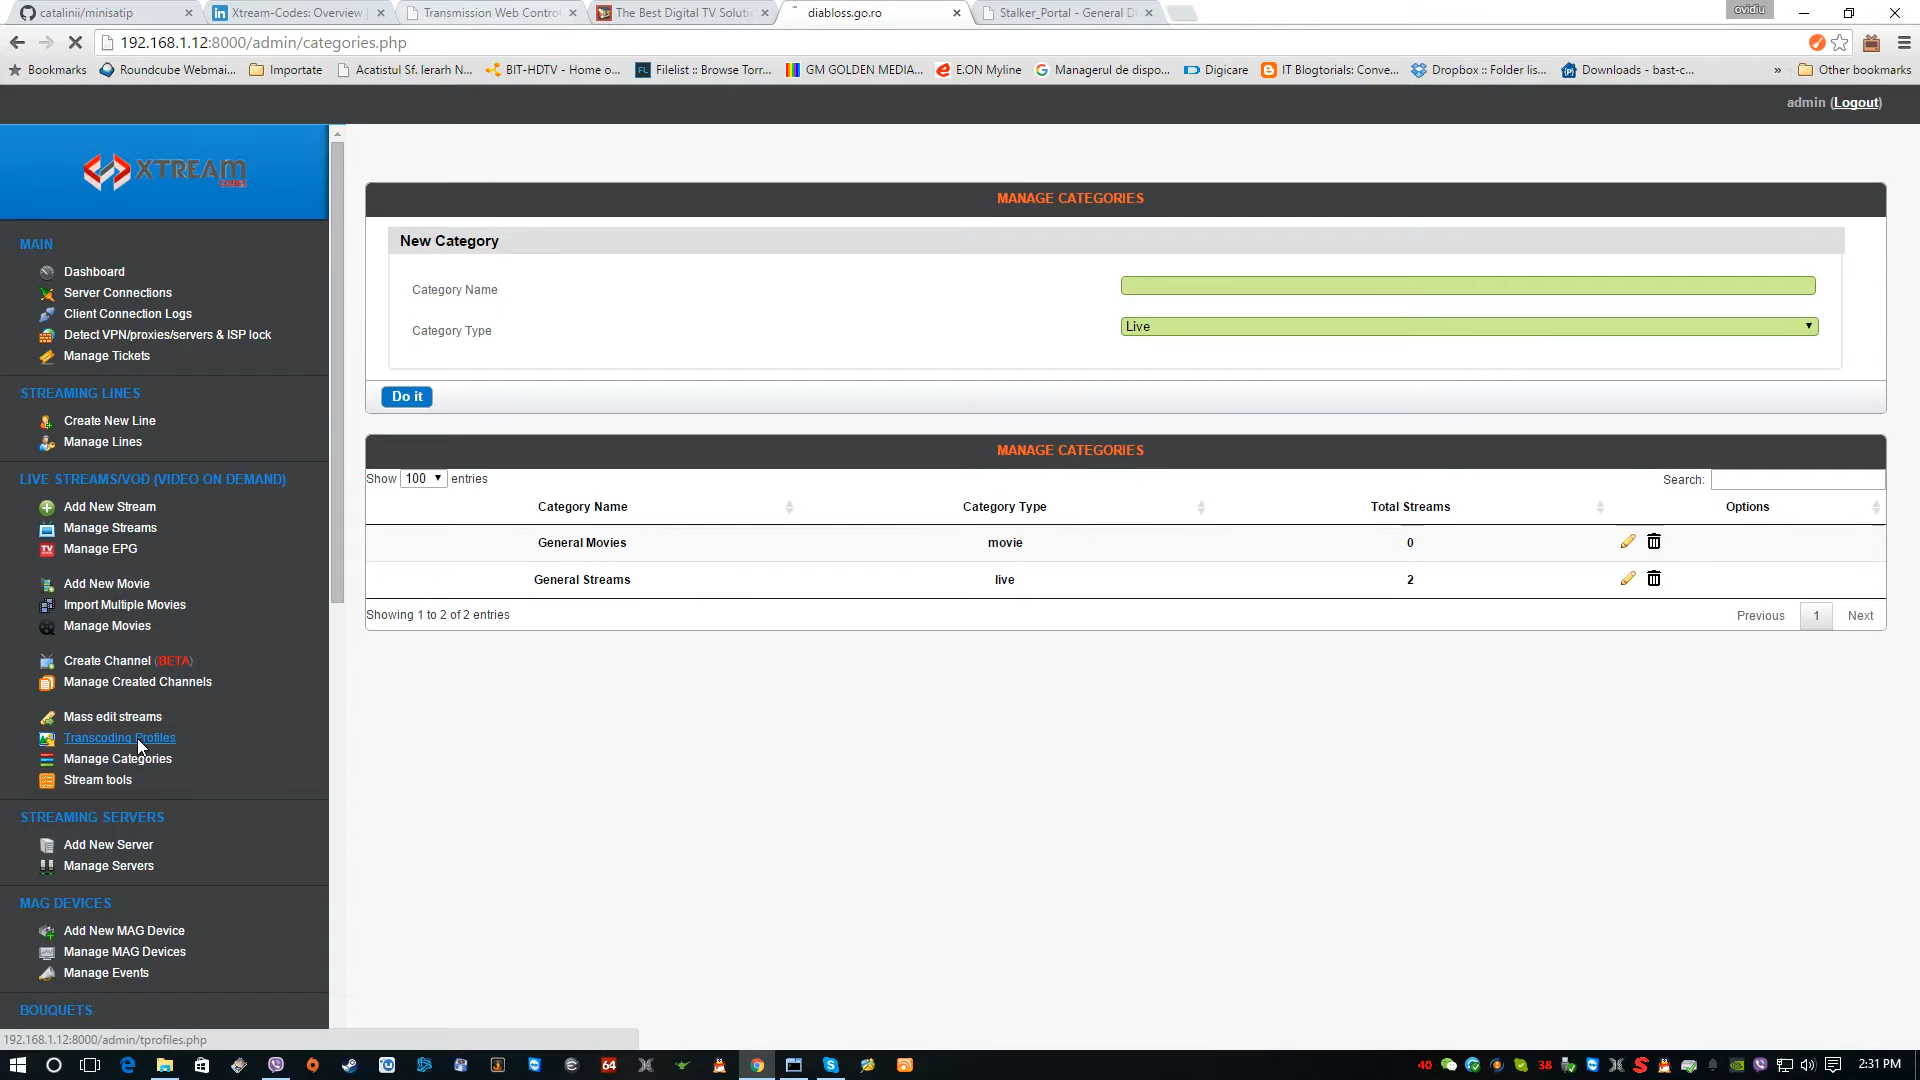 catalinii/minisatip
Xtream-Codes: Overview
Transmission Web Contro
The Best Digital TV Soluti
diabloss.go.ro
Stalker_Portal - General D
ovidiu
192.168.1.12:8000/admin/categories.php
Bookmarks
Roundcube Webmai...
Importate
Acatistul Sf. Ierarh N...
BIT-HDTV - Home o...
Filelist :: Browse Torr...
GM GOLDEN MEDIA...
E.ON Myline
Managerul de dispo...
Digicare
IT Blogtorials: Conve...
Dropbox :: Folder lis...
Downloads - bast-c...
»
Other bookmarks
admin (Logout)
XTREAM
CODES
MAIN
Dashboard
Server Connections
Client Connection Logs
Detect VPN/proxies/servers & ISP lock
Manage Tickets
STREAMING LINES
Create New Line
Manage Lines
LIVE STREAMS/VOD (VIDEO ON DEMAND)
Add New Stream
Manage Streams
Manage EPG
Add New Movie
Import Multiple Movies
Manage Movies
Create Channel (BETA)
Manage Created Channels
Mass edit streams
Transcoding Profiles
Manage Categories
Stream tools
STREAMING SERVERS
Add New Server
Manage Servers
MAG DEVICES
Add New MAG Device
Manage MAG Devices
Manage Events
BOUQUETS
192.168.1.12:8000/admin/tprofiles.php
MANAGE CATEGORIES
New Category
Category Name
Category Type
Live
Do it
MANAGE CATEGORIES
Show 100 entries
Search:
Category Name Category Type Total Streams Options
General Movies movie 0
General Streams live 2
Showing 1 to 2 of 2 entries
Previous 1 Next
64
40
38
2:31 PM